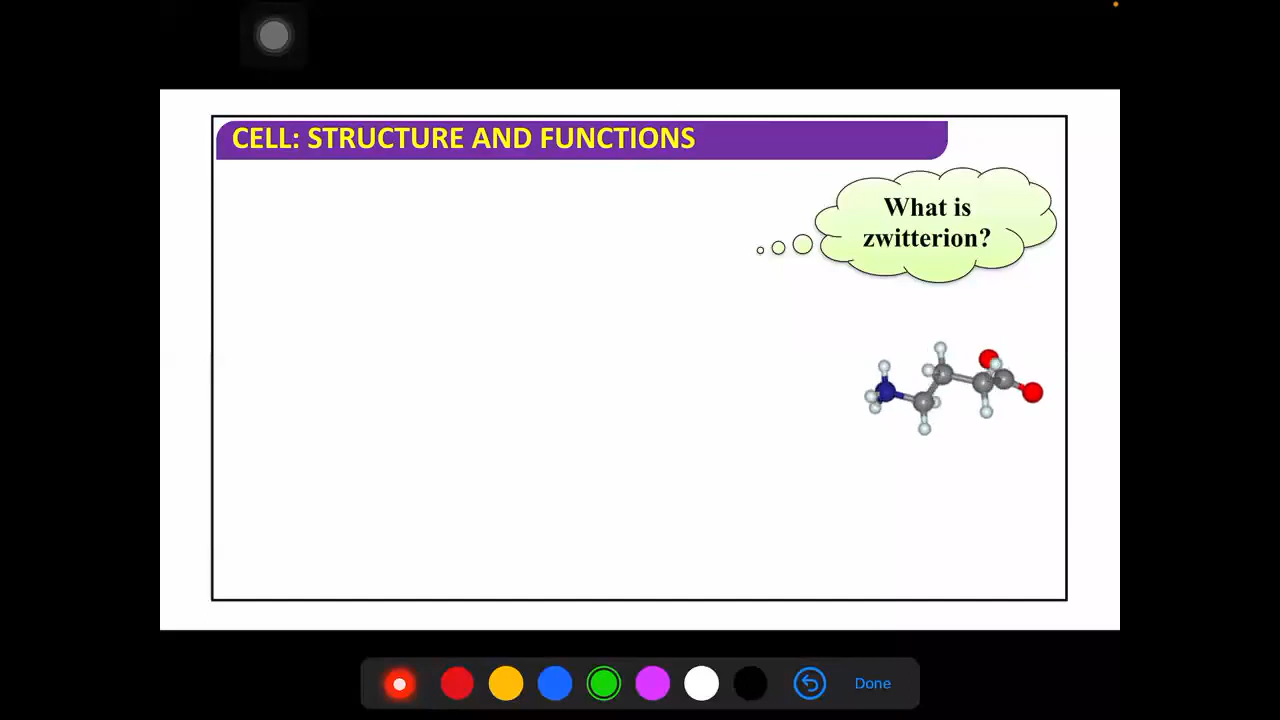 CELL: STRUCTURE AND FUNCTIONS
What is
zwitterion?
Done